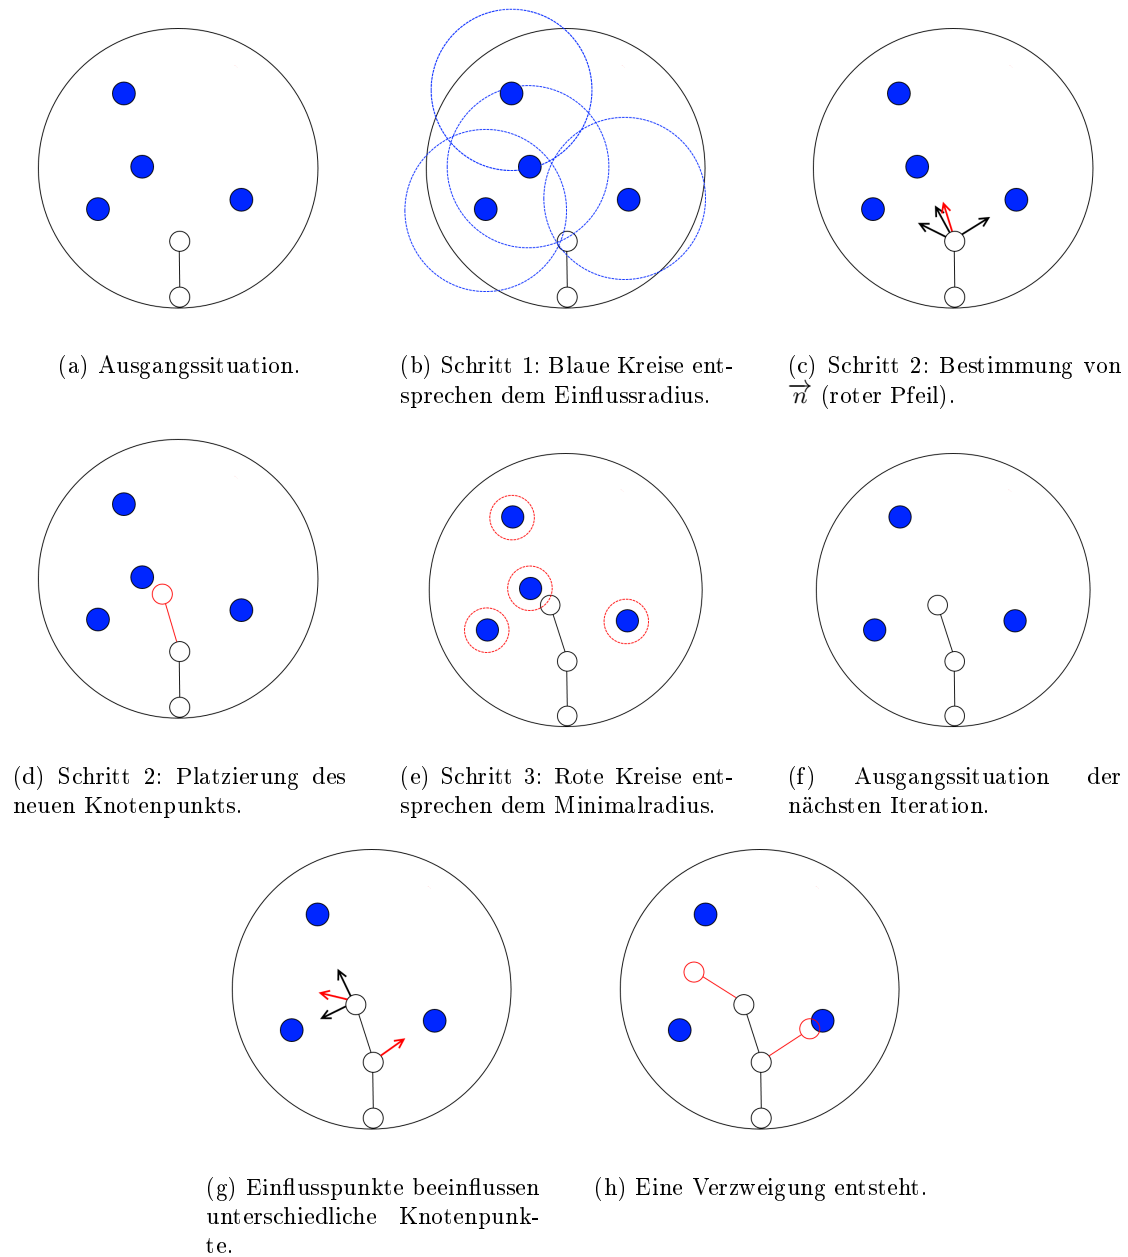 (a) Ausgangssituation.
(b) Schritt 1: Blaue Kreise ent-
sprechen dem Einflussradius.
(c) Schritt 2: Bestimmung von
$\overrightarrow{n}$ (roter Pfeil).
(d) Schritt 2: Platzierung des
neuen Knotenpunkts.
(e) Schritt 3: Rote Kreise ent-
sprechen dem Minimalradius.
(f) Ausgangssituation der
nächsten Iteration.
(g) Einflusspunkte beeinflussen
unterschiedliche Knotenpunk-
te.
(h) Eine Verzweigung entsteht.